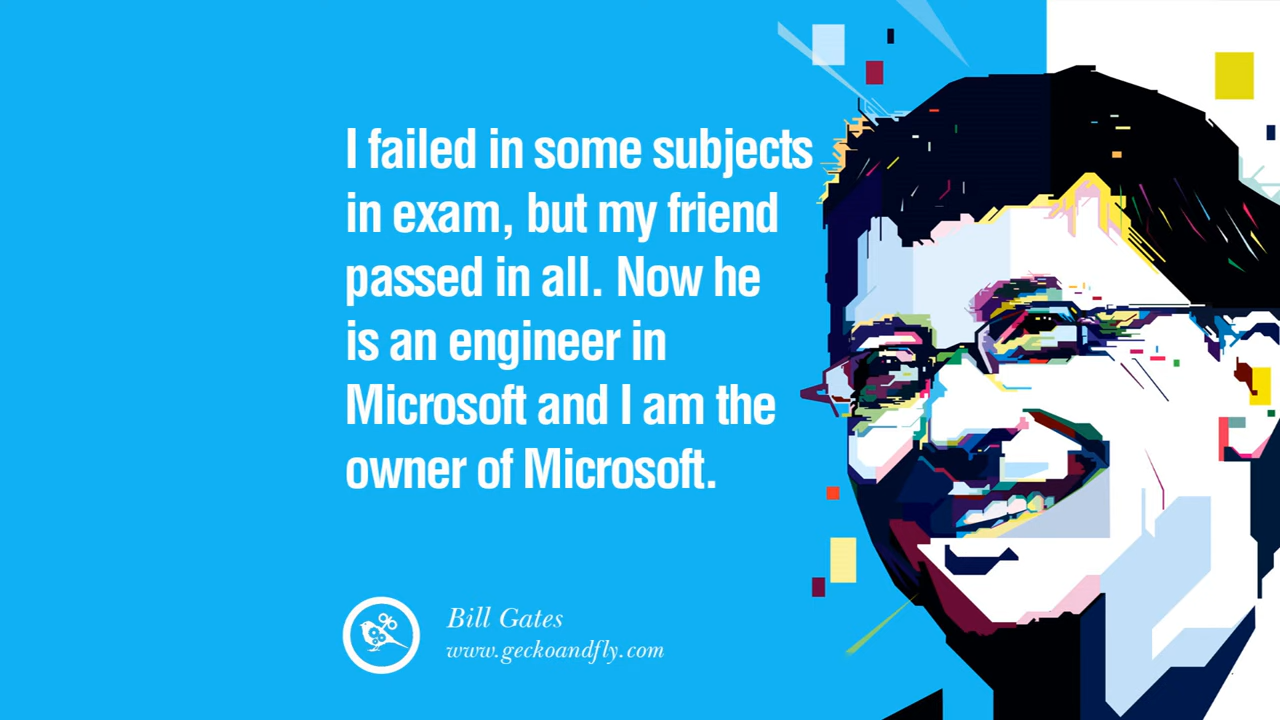 I failed in some subjects
in exam, but my friend
passed in all. Now he
is an engineer in
Microsoft and I am the
owner of Microsoft.
Bill Gates
www.geckoandfly.com